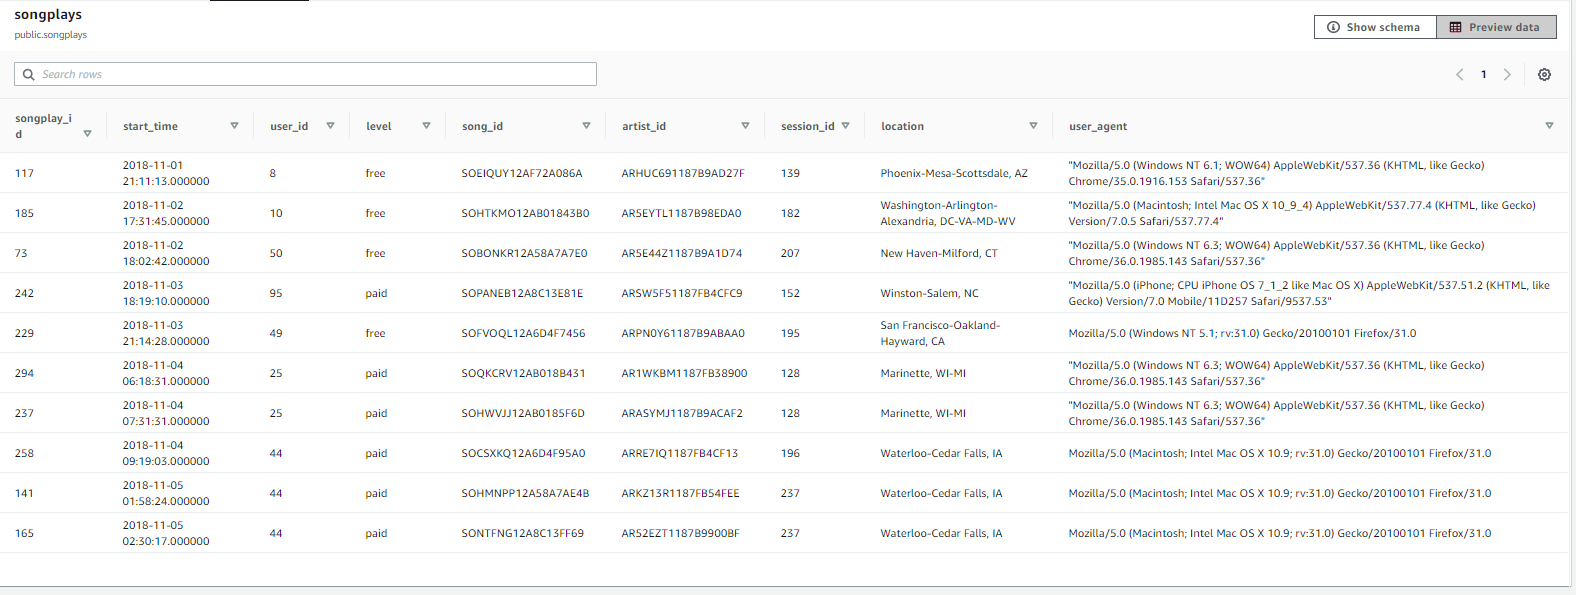 songplays
public.songplays
Show schema
Preview data
Search rows
1
songplay_i
d
start_time
user_id
level
song_id
artist_id
session_id
location
user_agent
117
2018-11-01
21:11:13.000000
8
free
SOEIQUY12AF72A086A
ARHUC691187B9AD27F
139
Phoenix-Mesa-Scottsdale, AZ
"Mozilla/5.0 (Windows NT 6.1; WOW64) AppleWebKit/537.36 (KHTML, like Gecko)
Chrome/35.0.1916.153 Safari/537.36"
185
2018-11-02
17:31:45.000000
10
free
SOHTKMO12AB01843B0
AR5EYTL1187B98EDA0
182
Washington-Arlington-
Alexandria, DC-VA-MD-WV
"Mozilla/5.0 (Macintosh; Intel Mac OS X 10_9_4) AppleWebKit/537.77.4 (KHTML, like Gecko)
Version/7.0.5 Safari/537.77.4"
73
2018-11-02
18:02:42.000000
50
free
SOBONKR12A58A7A7E0
AR5E44Z1187B9A1D74
207
New Haven-Milford, CT
"Mozilla/5.0 (Windows NT 6.3; WOW64) AppleWebKit/537.36 (KHTML, like Gecko)
Chrome/36.0.1985.143 Safari/537.36"
242
2018-11-03
18:19:10.000000
95
paid
SOPANEB12A8C13E81E
ARSW5F51187FB4CFC9
152
Winston-Salem, NC
"Mozilla/5.0 (iPhone; CPU iPhone OS 7_1_2 like Mac OS X) AppleWebKit/537.51.2 (KHTML, like
Gecko) Version/7.0 Mobile/11D257 Safari/9537.53"
229
2018-11-03
21:14:28.000000
49
free
SOFVOQL12A6D4F7456
ARPN0Y61187B9ABAA0
195
San Francisco-Oakland-
Hayward, CA
Mozilla/5.0 (Windows NT 5.1; rv:31.0) Gecko/20100101 Firefox/31.0
294
2018-11-04
06:18:31.000000
25
paid
SOQKCRV12AB018B431
AR1WKBM1187FB38900
128
Marinette, WI-MI
"Mozilla/5.0 (Windows NT 6.3; WOW64) AppleWebKit/537.36 (KHTML, like Gecko)
Chrome/36.0.1985.143 Safari/537.36"
237
2018-11-04
07:31:31.000000
25
paid
SOHWVJJ12AB0185F6D
ARASYMJ1187B9ACAF2
128
Marinette, WI-MI
"Mozilla/5.0 (Windows NT 6.3; WOW64) AppleWebKit/537.36 (KHTML, like Gecko)
Chrome/36.0.1985.143 Safari/537.36"
258
2018-11-04
09:19:03.000000
44
paid
SOCSXKQ12A6D4F95A0
ARRE7IQ1187FB4CF13
196
Waterloo-Cedar Falls, IA
Mozilla/5.0 (Macintosh; Intel Mac OS X 10.9; rv:31.0) Gecko/20100101 Firefox/31.0
141
2018-11-05
01:58:24.000000
44
paid
SOHMNPP12A58A7AE4B
ARKZ13R1187FB54FEE
237
Waterloo-Cedar Falls, IA
Mozilla/5.0 (Macintosh; Intel Mac OS X 10.9; rv:31.0) Gecko/20100101 Firefox/31.0
165
2018-11-05
02:30:17.000000
44
paid
SONTFNG12A8C13FF69
AR52EZT1187B9900BF
237
Waterloo-Cedar Falls, IA
Mozilla/5.0 (Macintosh; Intel Mac OS X 10.9; rv:31.0) Gecko/20100101 Firefox/31.0